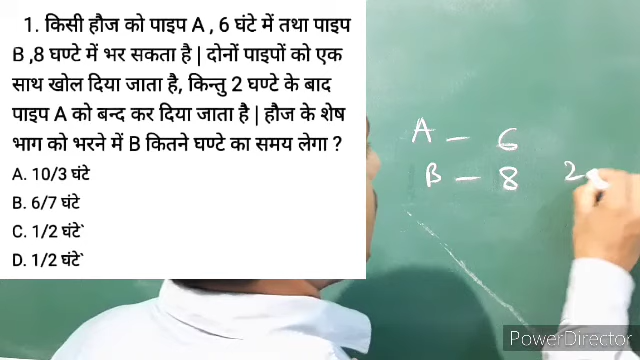 1. किसी हौज को पाइप A , 6 घंटे में तथा पाइप
B ,8 घण्टे में भर सकता है | दोनों पाइपों को एक
साथ खोल दिया जाता है, किन्तु 2 घण्टे के बाद
पाइप A को बन्द कर दिया जाता है | हौज के शेष
भाग को भरने में B कितने घण्टे का समय लेगा ?
A. 10/3 घंटे
B. 6/7 घंटे
C. 1/2 घंटे`
D. 1/2 घंटे`
A – 6
B – 8 2
PowerDirector